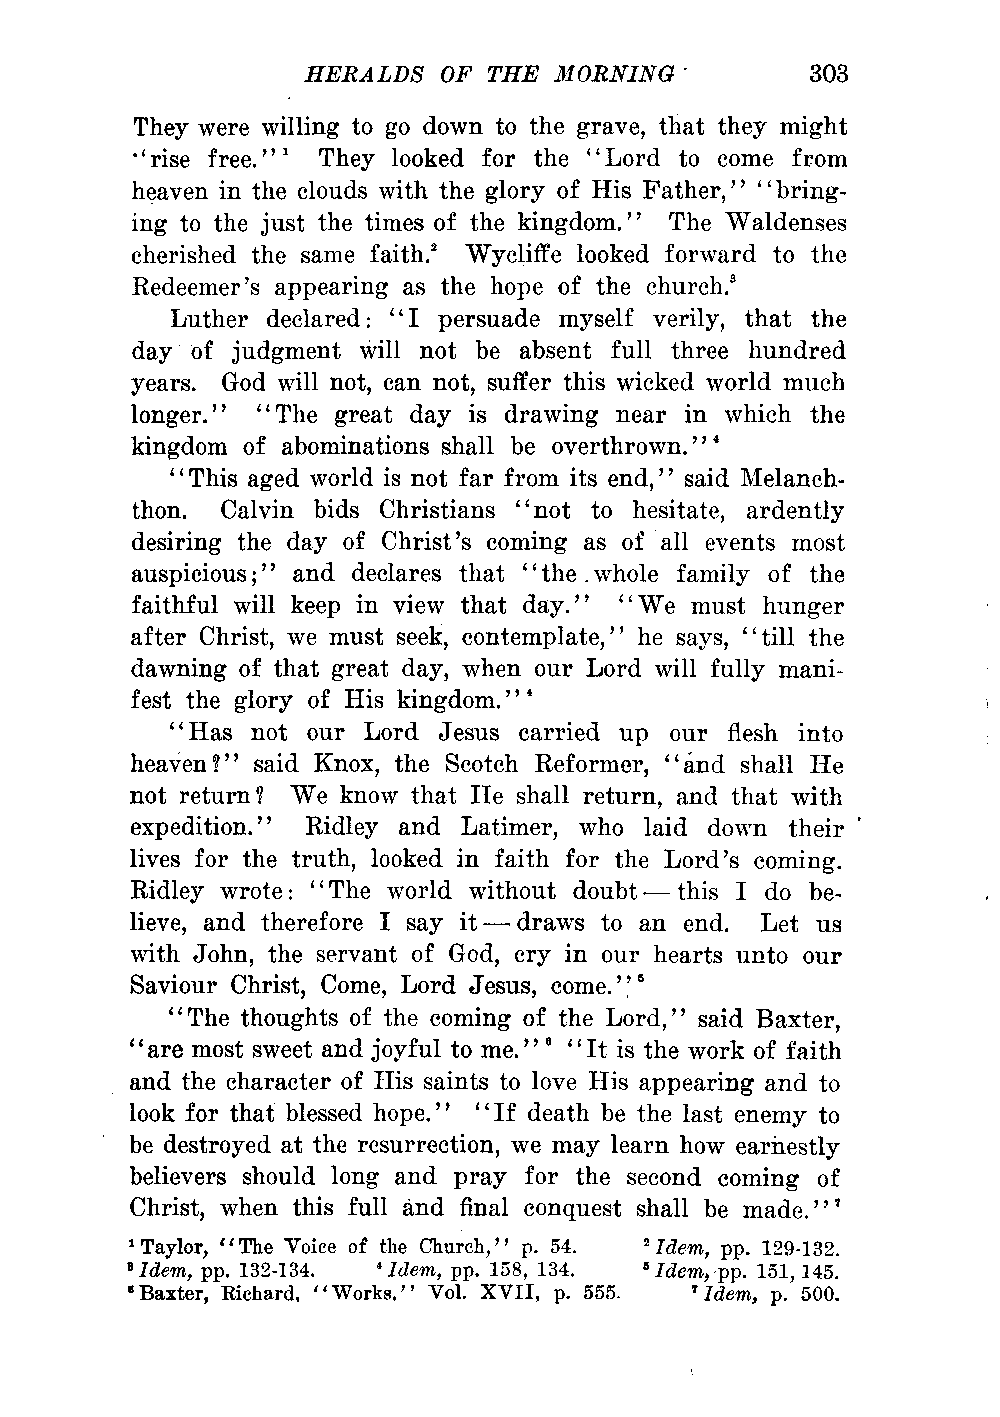 HERALDS OF THE MORNING 303
They were willing to go down to the grave, that they might
"rise free."¹ They looked for the "Lord to come from
heaven in the clouds with the glory of His Father," "bring-
ing to the just the times of the kingdom." The Waldenses
cherished the same faith.² Wycliffe looked forward to the
Redeemer's appearing as the hope of the church.³
Luther declared: "I persuade myself verily, that the
day of judgment will not be absent full three hundred
years. God will not, can not, suffer this wicked world much
longer." "The great day is drawing near in which the
kingdom of abominations shall be overthrown."⁴
"This aged world is not far from its end," said Melanch-
thon. Calvin bids Christians "not to hesitate, ardently
desiring the day of Christ's coming as of all events most
auspicious;" and declares that "the whole family of the
faithful will keep in view that day." "We must hunger
after Christ, we must seek, contemplate," he says, "till the
dawning of that great day, when our Lord will fully mani-
fest the glory of His kingdom."⁴
"Has not our Lord Jesus carried up our flesh into
heaven?" said Knox, the Scotch Reformer, "and shall He
not return? We know that He shall return, and that with
expedition." Ridley and Latimer, who laid down their
lives for the truth, looked in faith for the Lord's coming.
Ridley wrote: "The world without doubt — this I do be-
lieve, and therefore I say it — draws to an end. Let us
with John, the servant of God, cry in our hearts unto our
Saviour Christ, Come, Lord Jesus, come."⁵
"The thoughts of the coming of the Lord," said Baxter,
"are most sweet and joyful to me."⁶ "It is the work of faith
and the character of His saints to love His appearing and to
look for that blessed hope." "If death be the last enemy to
be destroyed at the resurrection, we may learn how earnestly
believers should long and pray for the second coming of
Christ, when this full and final conquest shall be made."⁷
¹ Taylor, "The Voice of the Church," p. 54. ² Idem, pp. 129-132.
³ Idem, pp. 132-134. ⁴ Idem, pp. 158, 134. ⁵ Idem, pp. 151, 145.
⁶ Baxter, Richard, "Works," Vol. XVII, p. 555. ⁷ Idem, p. 500.